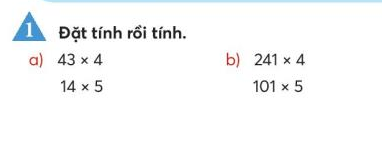 1 Đặt tính rồi tính.
a) 43 × 4 b) 241 × 4
14 × 5 101 × 5